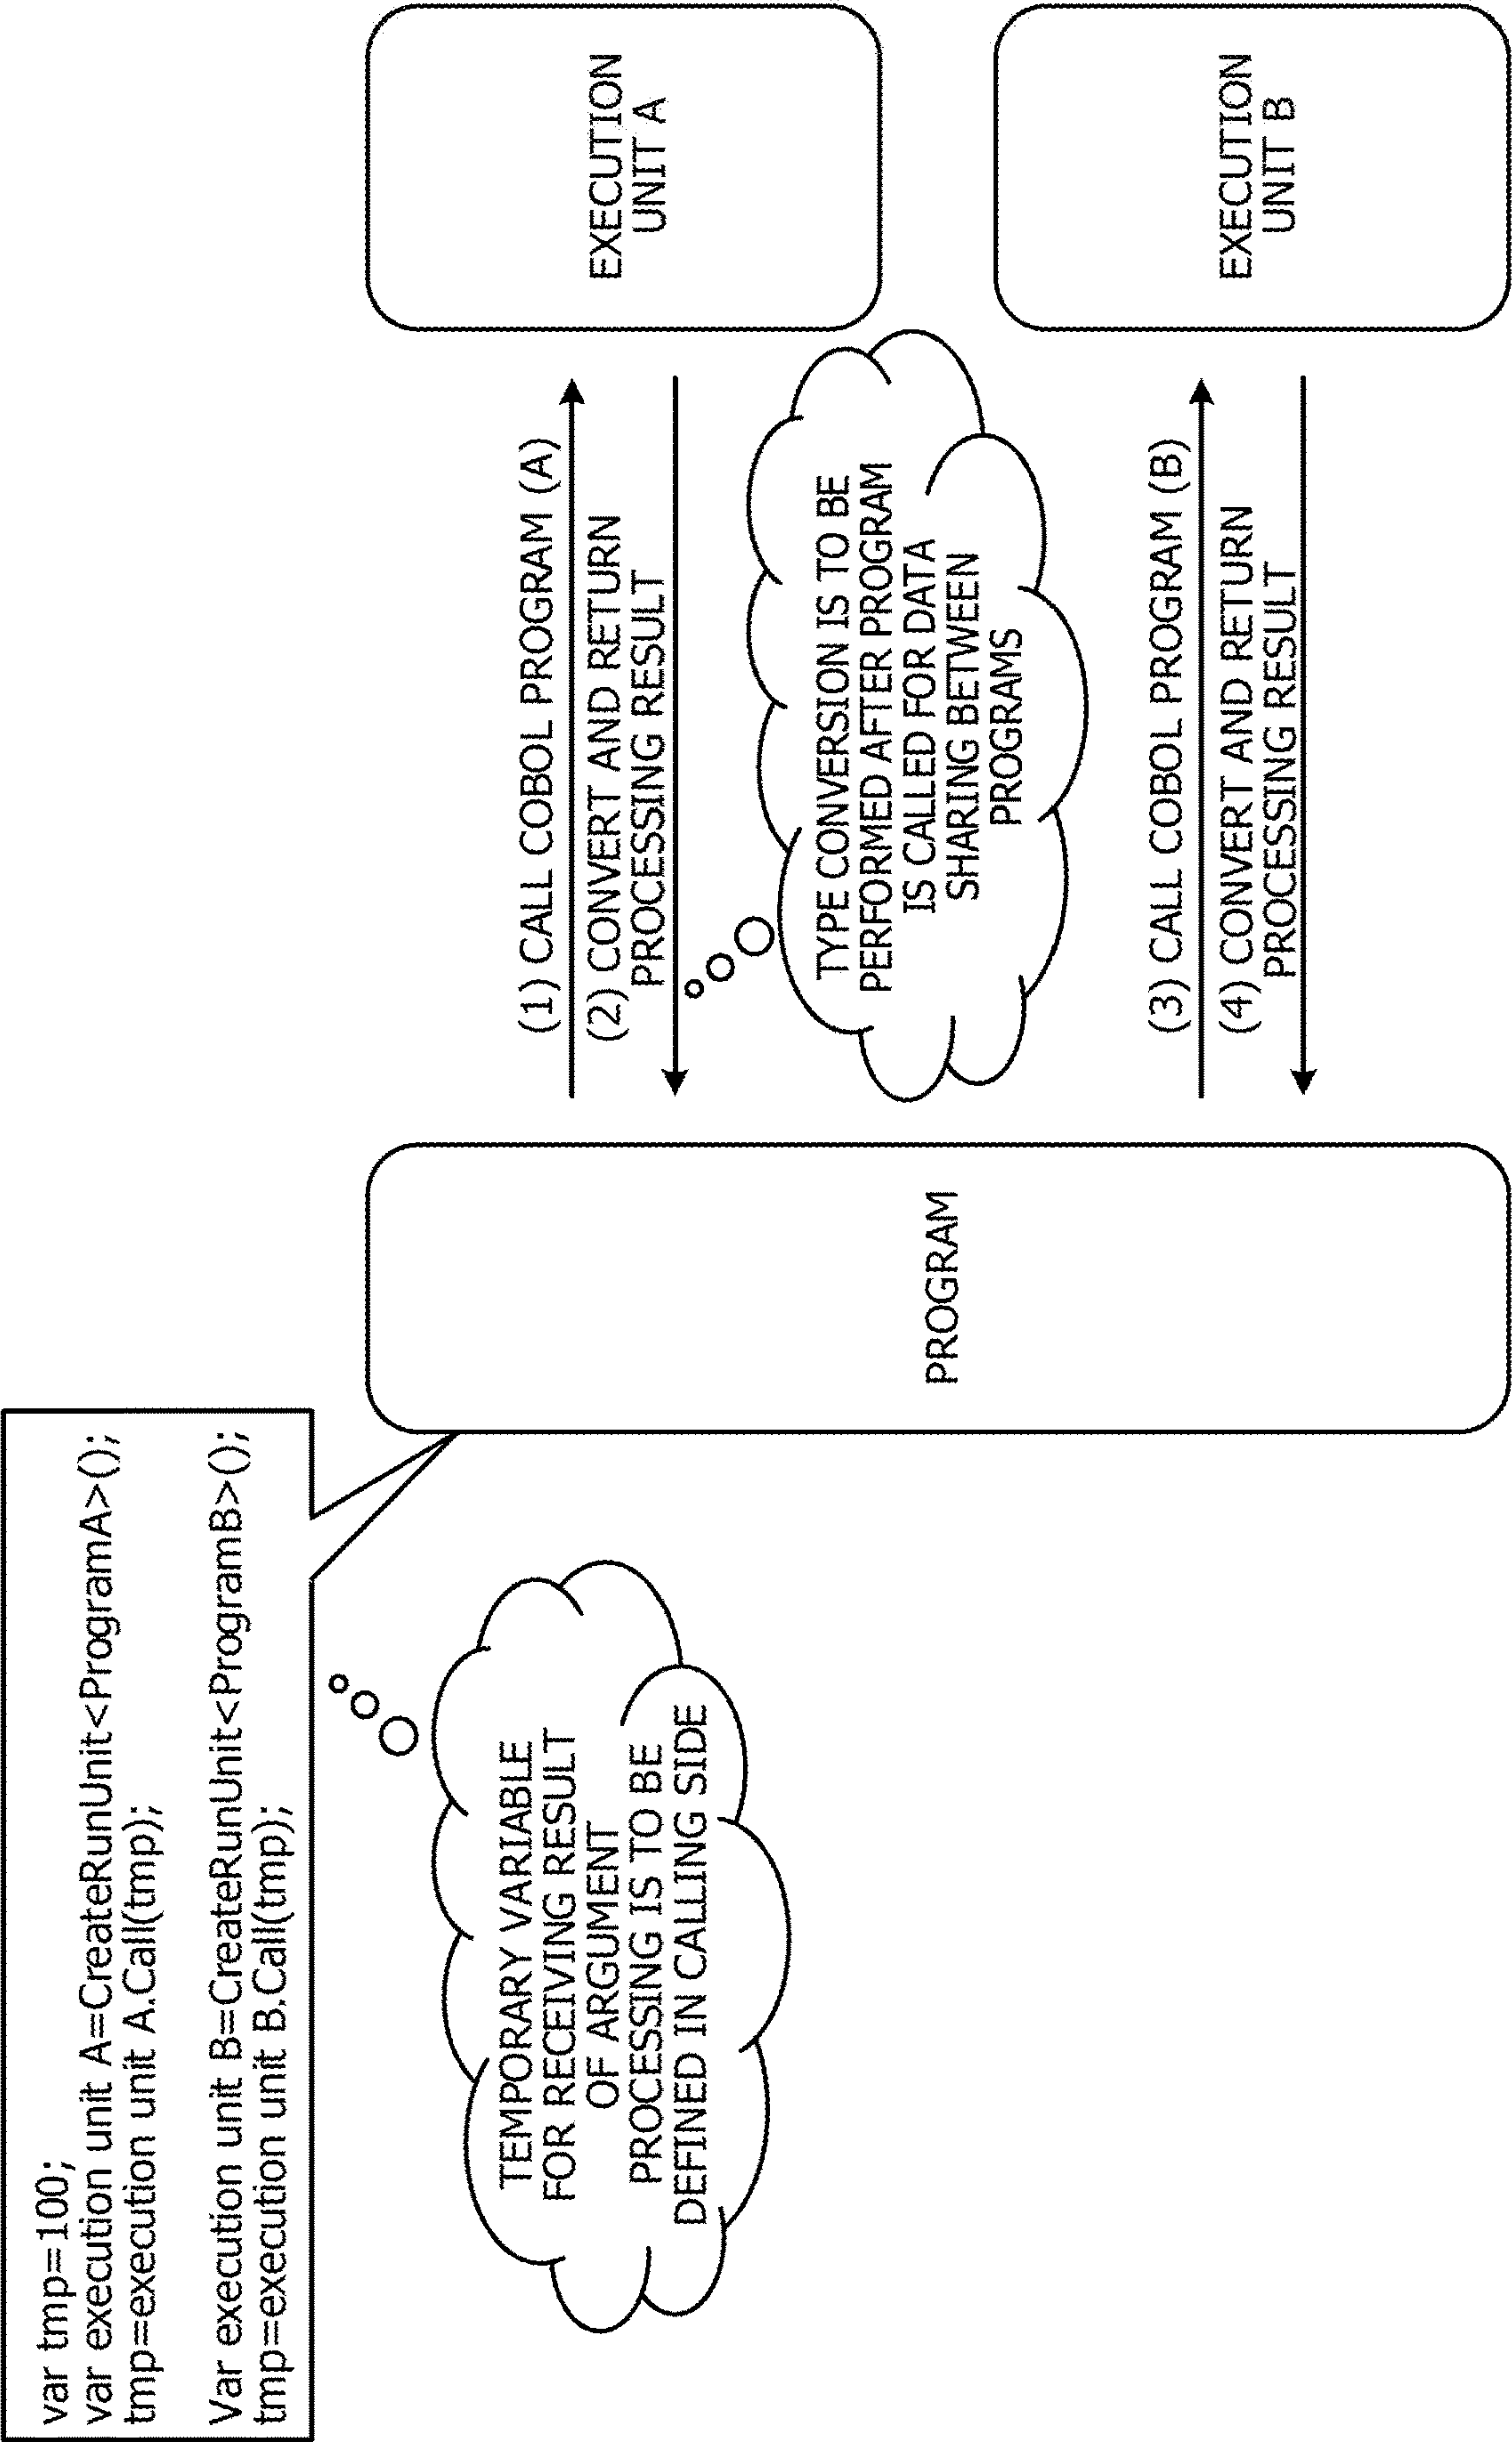 var tmp=100;
var execution unit A=CreateRunUnit<ProgramA>();
tmp=execution unit A.Call(tmp);
Var execution unit B=CreateRunUnit<ProgramB>();
tmp=execution unit B.Call(tmp);
TEMPORARY VARIABLE
FOR RECEIVING RESULT
OF ARGUMENT
PROCESSING IS TO BE
DEFINED IN CALLING SIDE
PROGRAM
(1) CALL COBOL PROGRAM (A)
(2) CONVERT AND RETURN
PROCESSING RESULT
TYPE CONVERSION IS TO BE
PERFORMED AFTER PROGRAM
IS CALLED FOR DATA
SHARING BETWEEN
PROGRAMS
(3) CALL COBOL PROGRAM (B)
(4) CONVERT AND RETURN
PROCESSING RESULT
EXECUTION
UNIT A
EXECUTION
UNIT B